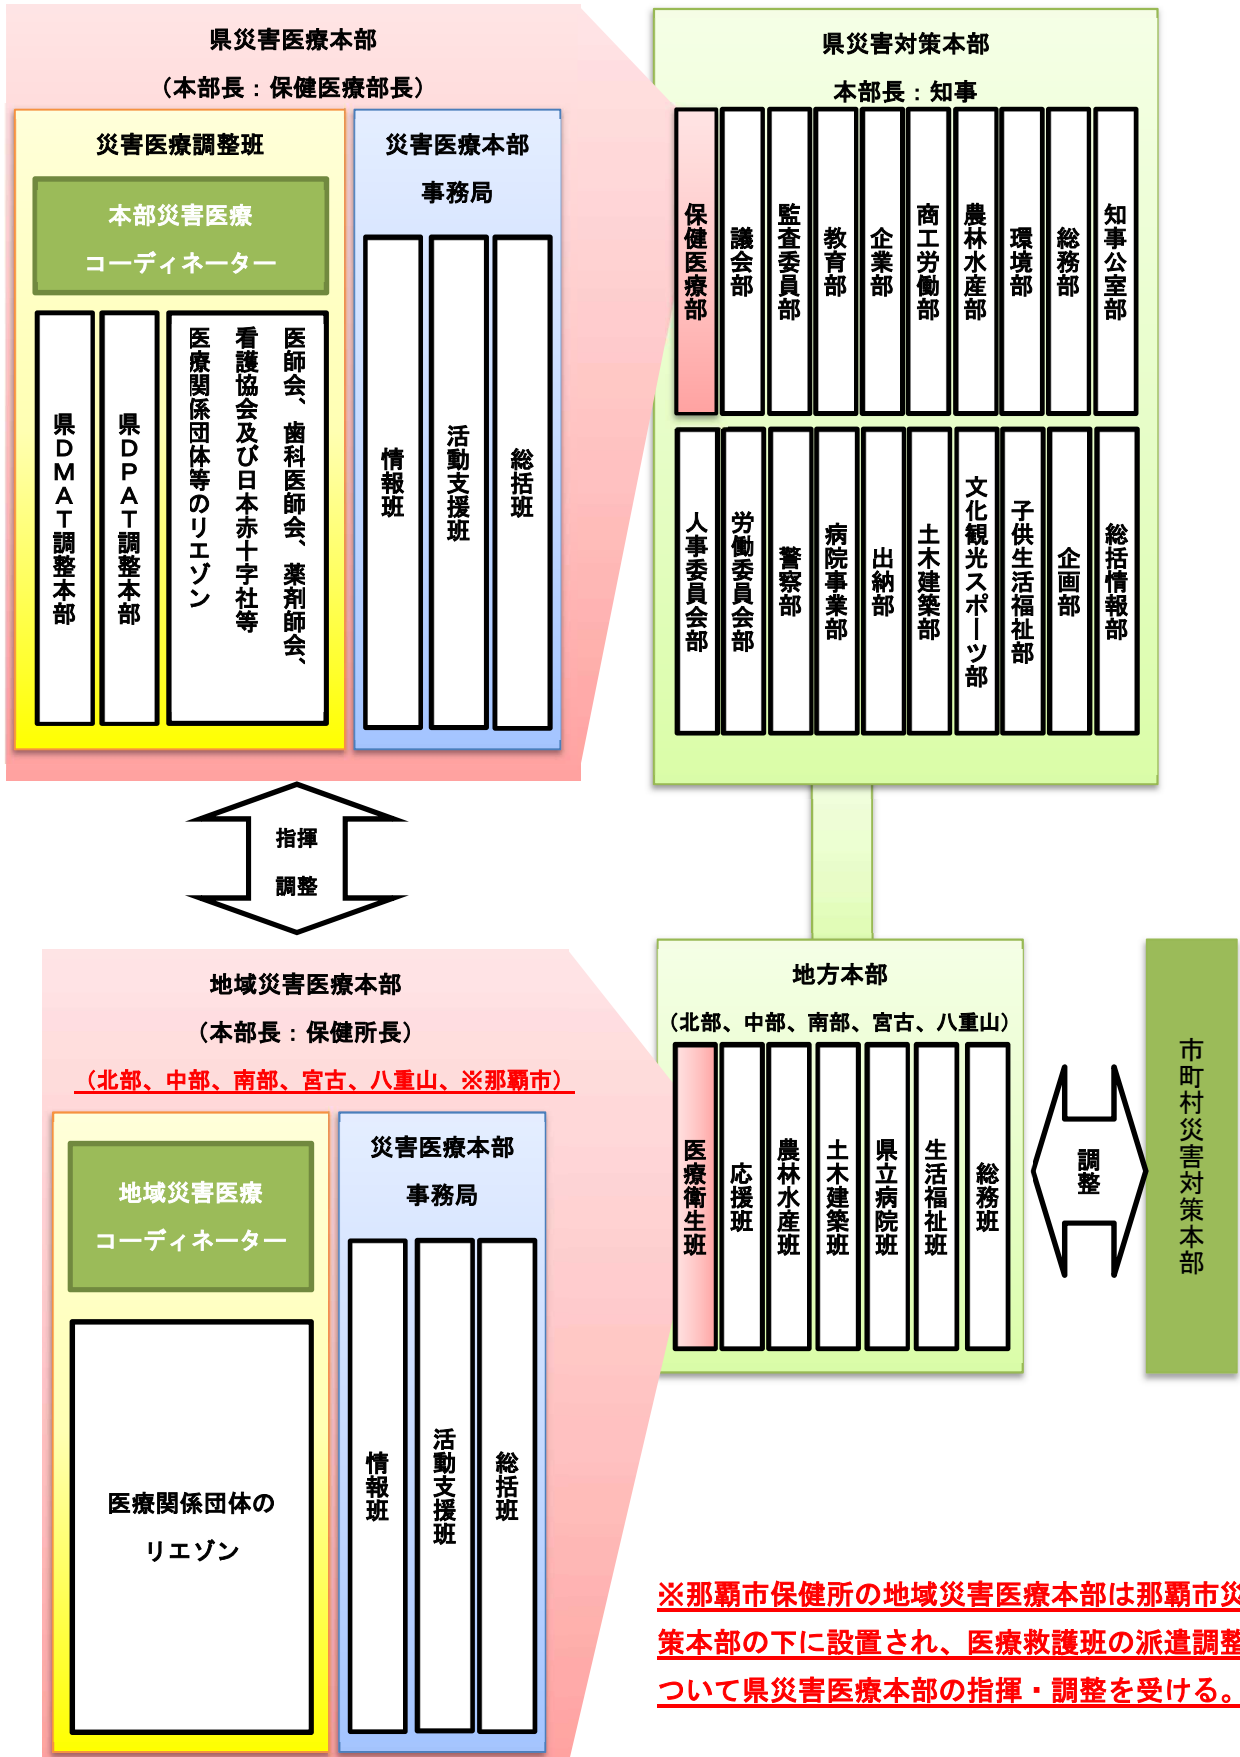 県災害医療本部
（本部長：保健医療部長）
災害医療調整班
本部災害医療
コーディネーター
県ＤＭＡＴ調整本部
県ＤＰＡＴ調整本部
医師会、歯科医師会、薬剤師会、
看護協会及び日本赤十字社等
医療関係団体等のリエゾン
災害医療本部
事務局
情報班
活動支援班
総括班
県災害対策本部
本部長：知事
保健医療部
議会部
監査委員部
教育部
企業部
商工労働部
農林水産部
環境部
総務部
知事公室部
人事委員会部
労働委員会部
警察部
病院事業部
出納部
土木建築部
文化観光スポーツ部
子供生活福祉部
企画部
総括情報部
指揮
調整
地域災害医療本部
（本部長：保健所長）
（北部、中部、南部、宮古、八重山、※那覇市）
地域災害医療
コーディネーター
医療関係団体の
リエゾン
災害医療本部
事務局
情報班
活動支援班
総括班
地方本部
（北部、中部、南部、宮古、八重山）
医療衛生班
応援班
農林水産班
土木建築班
県立病院班
生活福祉班
総務班
調整
市町村災害対策本部
※那覇市保健所の地域災害医療本部は那覇市災
策本部の下に設置され、医療救護班の派遣調整
ついて県災害医療本部の指揮・調整を受ける。